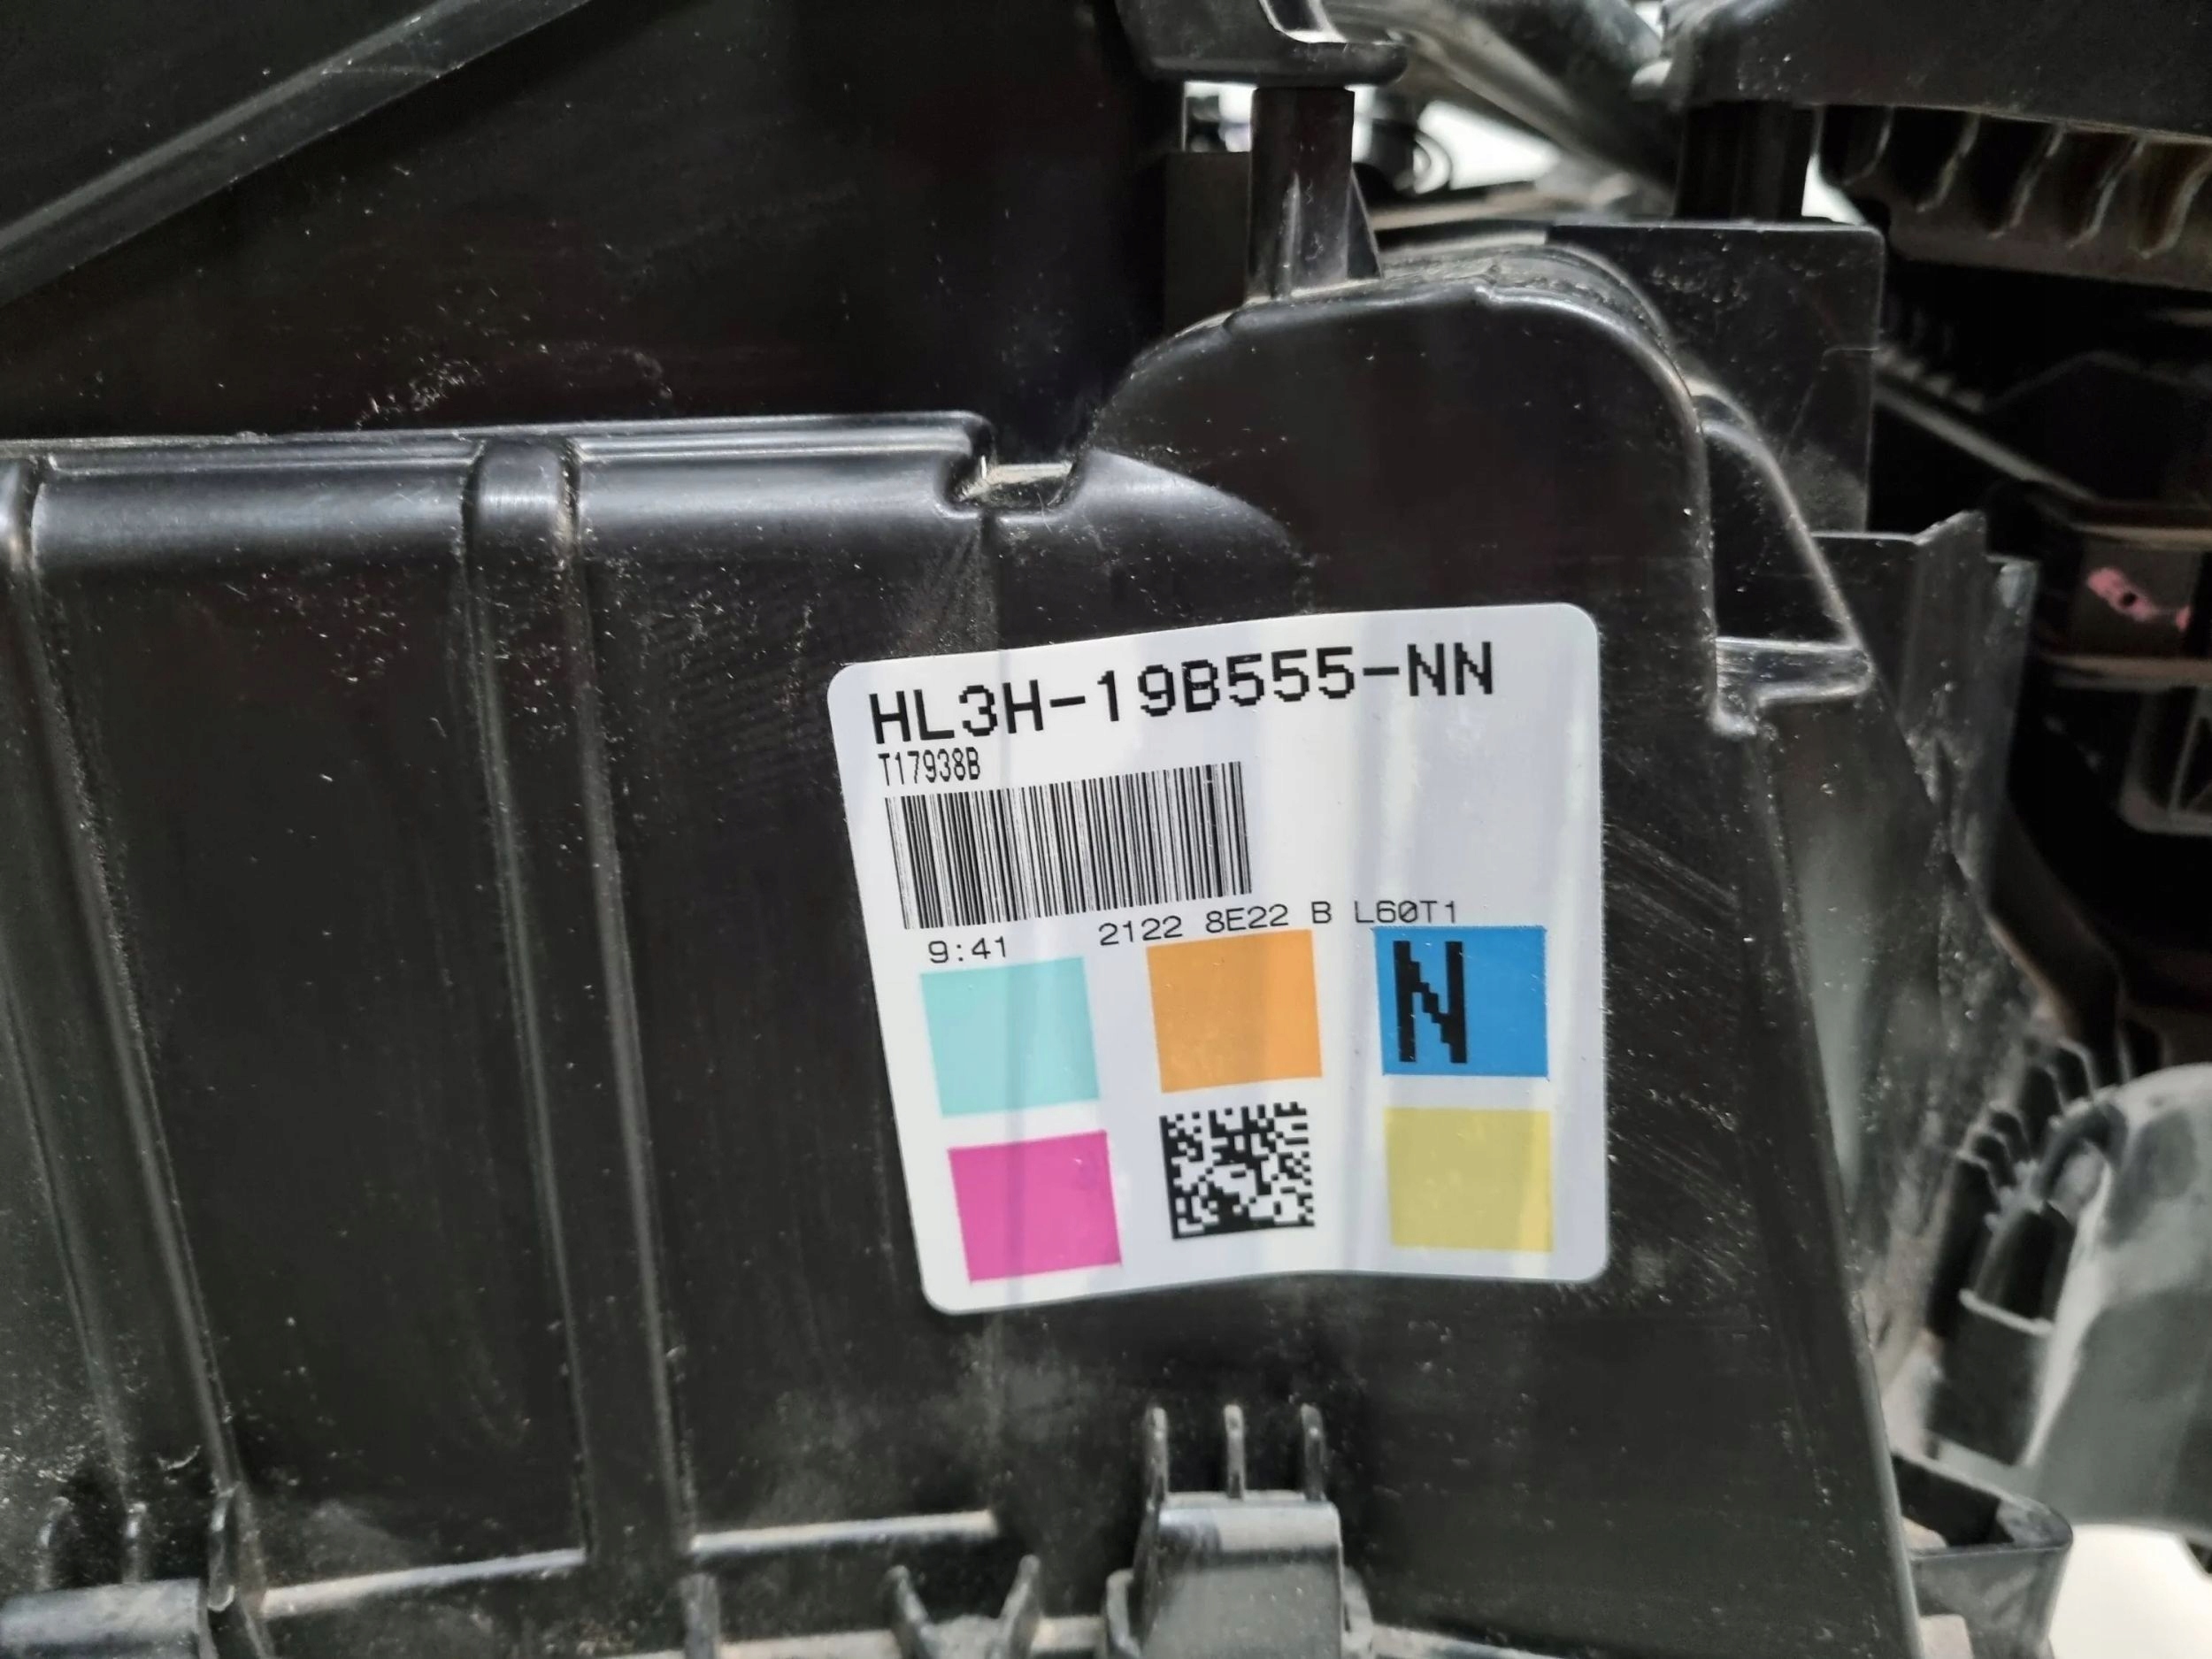 HL3H-19B555-NN
T17938B
9:41 2122 8E22 B L60T1
N